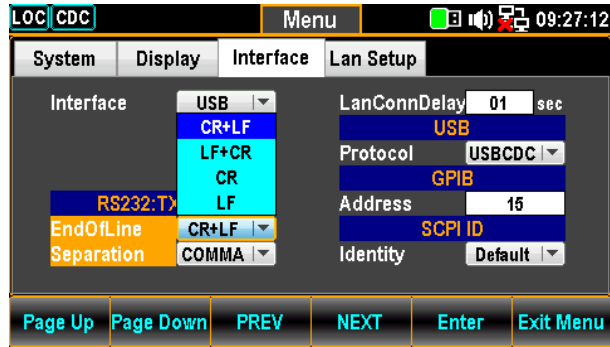 LOC CDC Menu 09:27:12
System Display Interface Lan Setup
Interface USB LanConnDelay 01 sec
CR+LF USB
LF+CR Protocol USBCDC
CR GPIB
RS232:TX LF Address 15
EndOfLine CR+LF SCPI ID
Separation COMMA Identity Default
Page Up Page Down PREV NEXT Enter Exit Menu